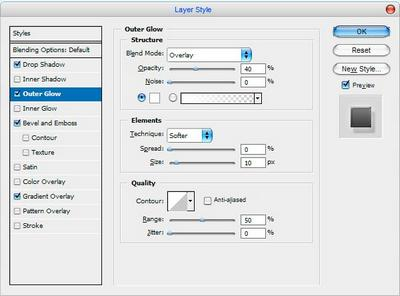 Layer Style
Styles
Blending Options: Default
Drop Shadow
Inner Shadow
Outer Glow
Inner Glow
Bevel and Emboss
Contour
Texture
Satin
Color Overlay
Gradient Overlay
Pattern Overlay
Stroke
Outer Glow
Structure
Blend Mode: Overlay
Opacity: 40 %
Noise: 0 %
Elements
Technique: Softer
Spread: 0 %
Size: 10 px
Quality
Contour: Anti-aliased
Range: 50 %
Jitter: 0 %
OK
Reset
New Style...
Preview